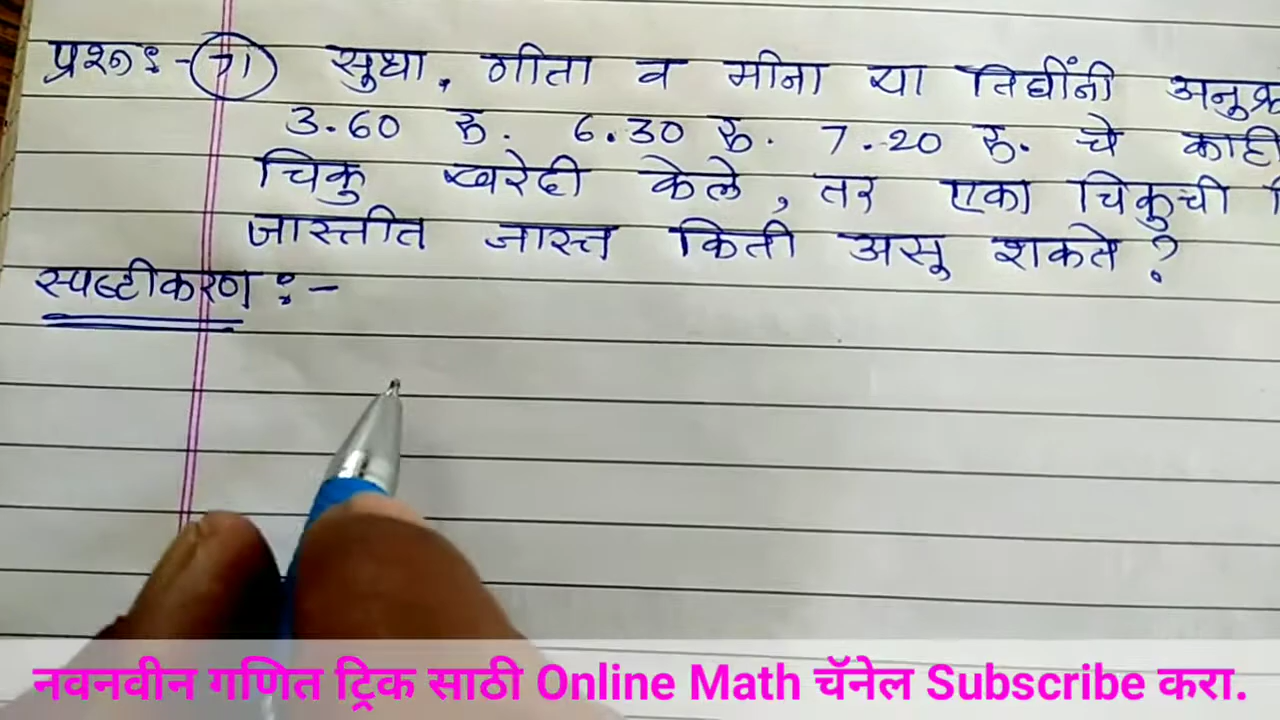 प्रश्न :- 71 सुधा, गीता व मीना या तिघींनी
3.60 रु. 6.30 रु. 7.20 रु. चे
चिकु खरेदी केले, तर एका चिकुची
जास्तीत जास्त किती असू शकते?
स्पष्टीकरण :-
नवनवीन गणित ट्रिक साठी Online Math चॅनेल Subscribe करा.